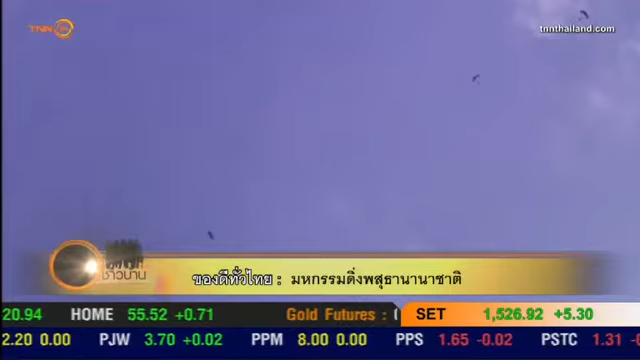 TNN 24
tnnthailand.com
ชาวนาน
ของดีทั่วไทย : มหกรรมดิ่งพสุธานานาชาติ
20.94 HOME 55.52 +0.71 Gold Futures : SET 1,526.92 +5.30
2.20 0.00 PJW 3.70 +0.02 PPM 8.00 0.00 PPS 1.65 -0.02 PSTC 1.31